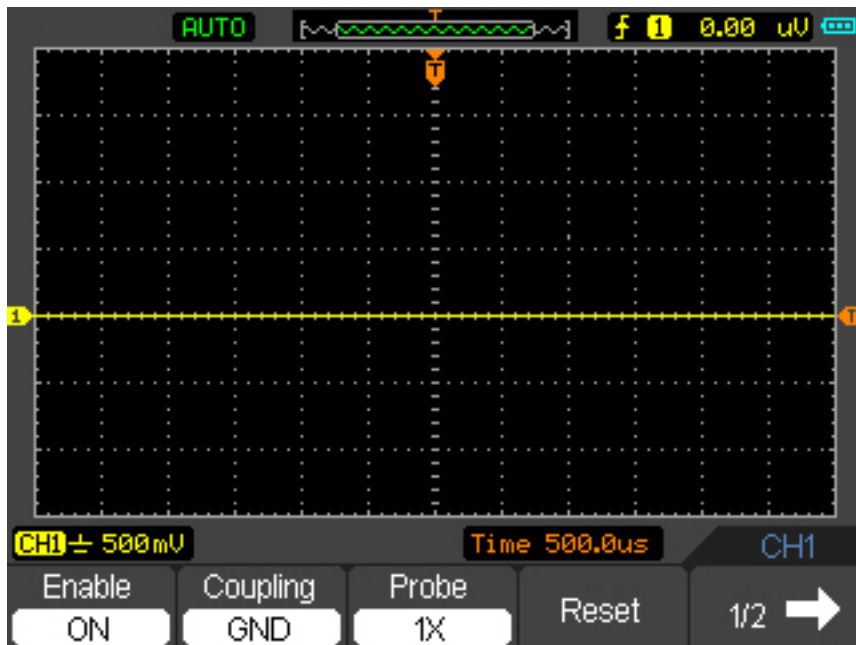 T
AUTO 1 0.00 uV
T
1 T
CH1 500mV Time 500.0us CH1
Enable Coupling Probe Reset 1/2
ON GND 1X